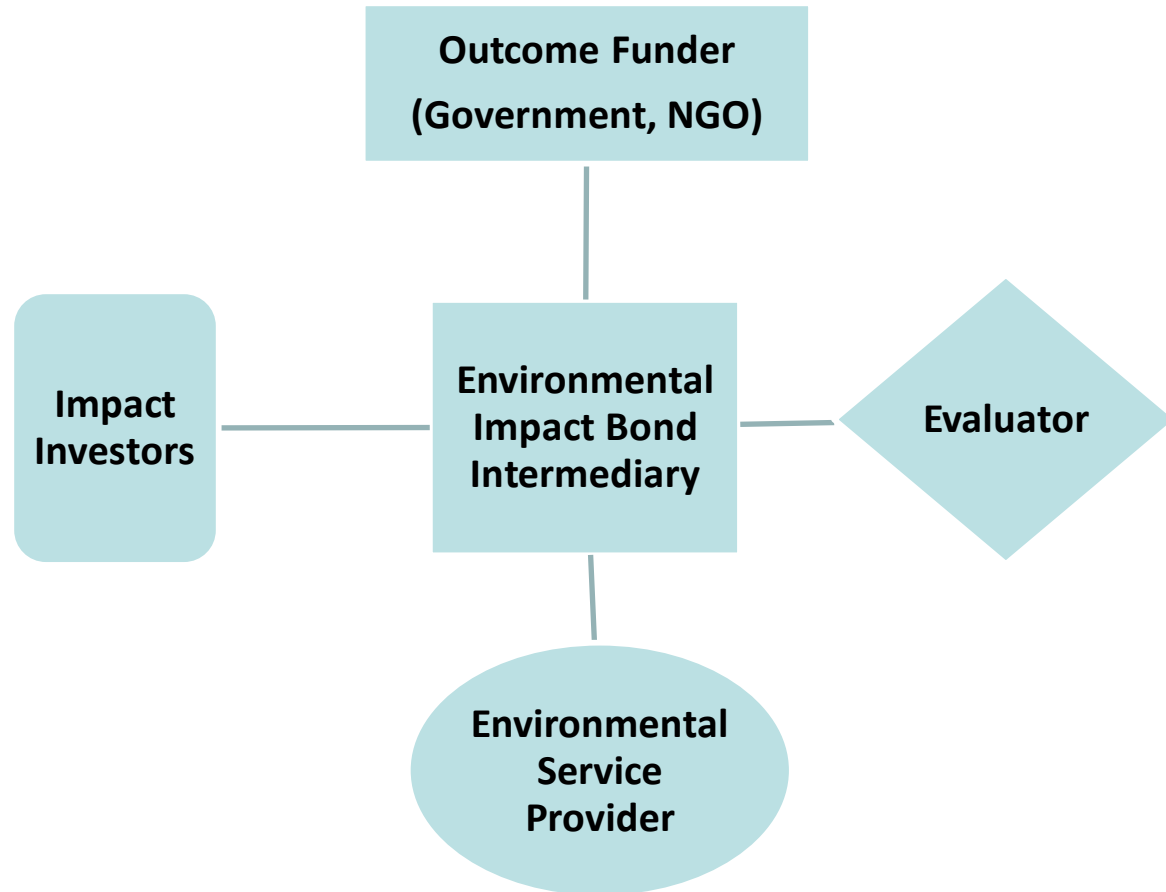 Outcome Funder
(Government, NGO)
Impact
Investors
Environmental
Impact Bond
Intermediary
Evaluator
Environmental
Service
Provider